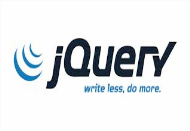 jQuery
write less, do more.